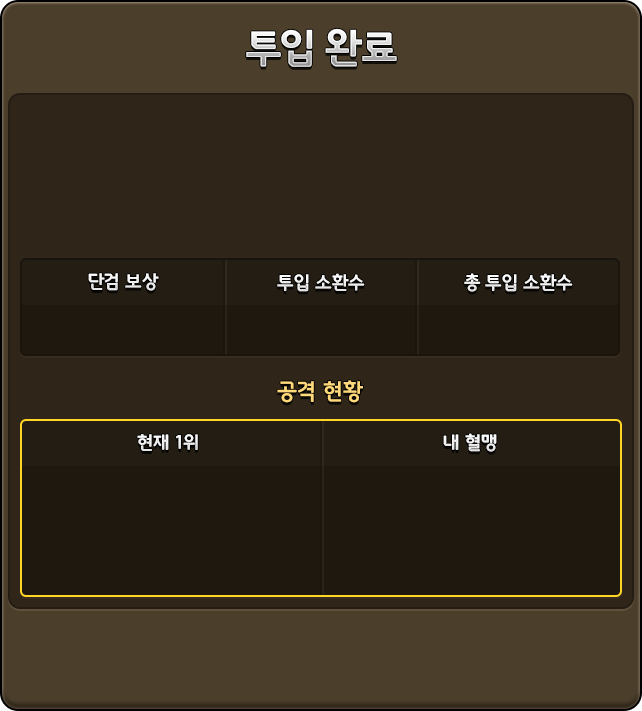 투입 완료
단검 보상 투입 소환수 총 투입 소환수
공격 현황
현재 1위 내 혈맹